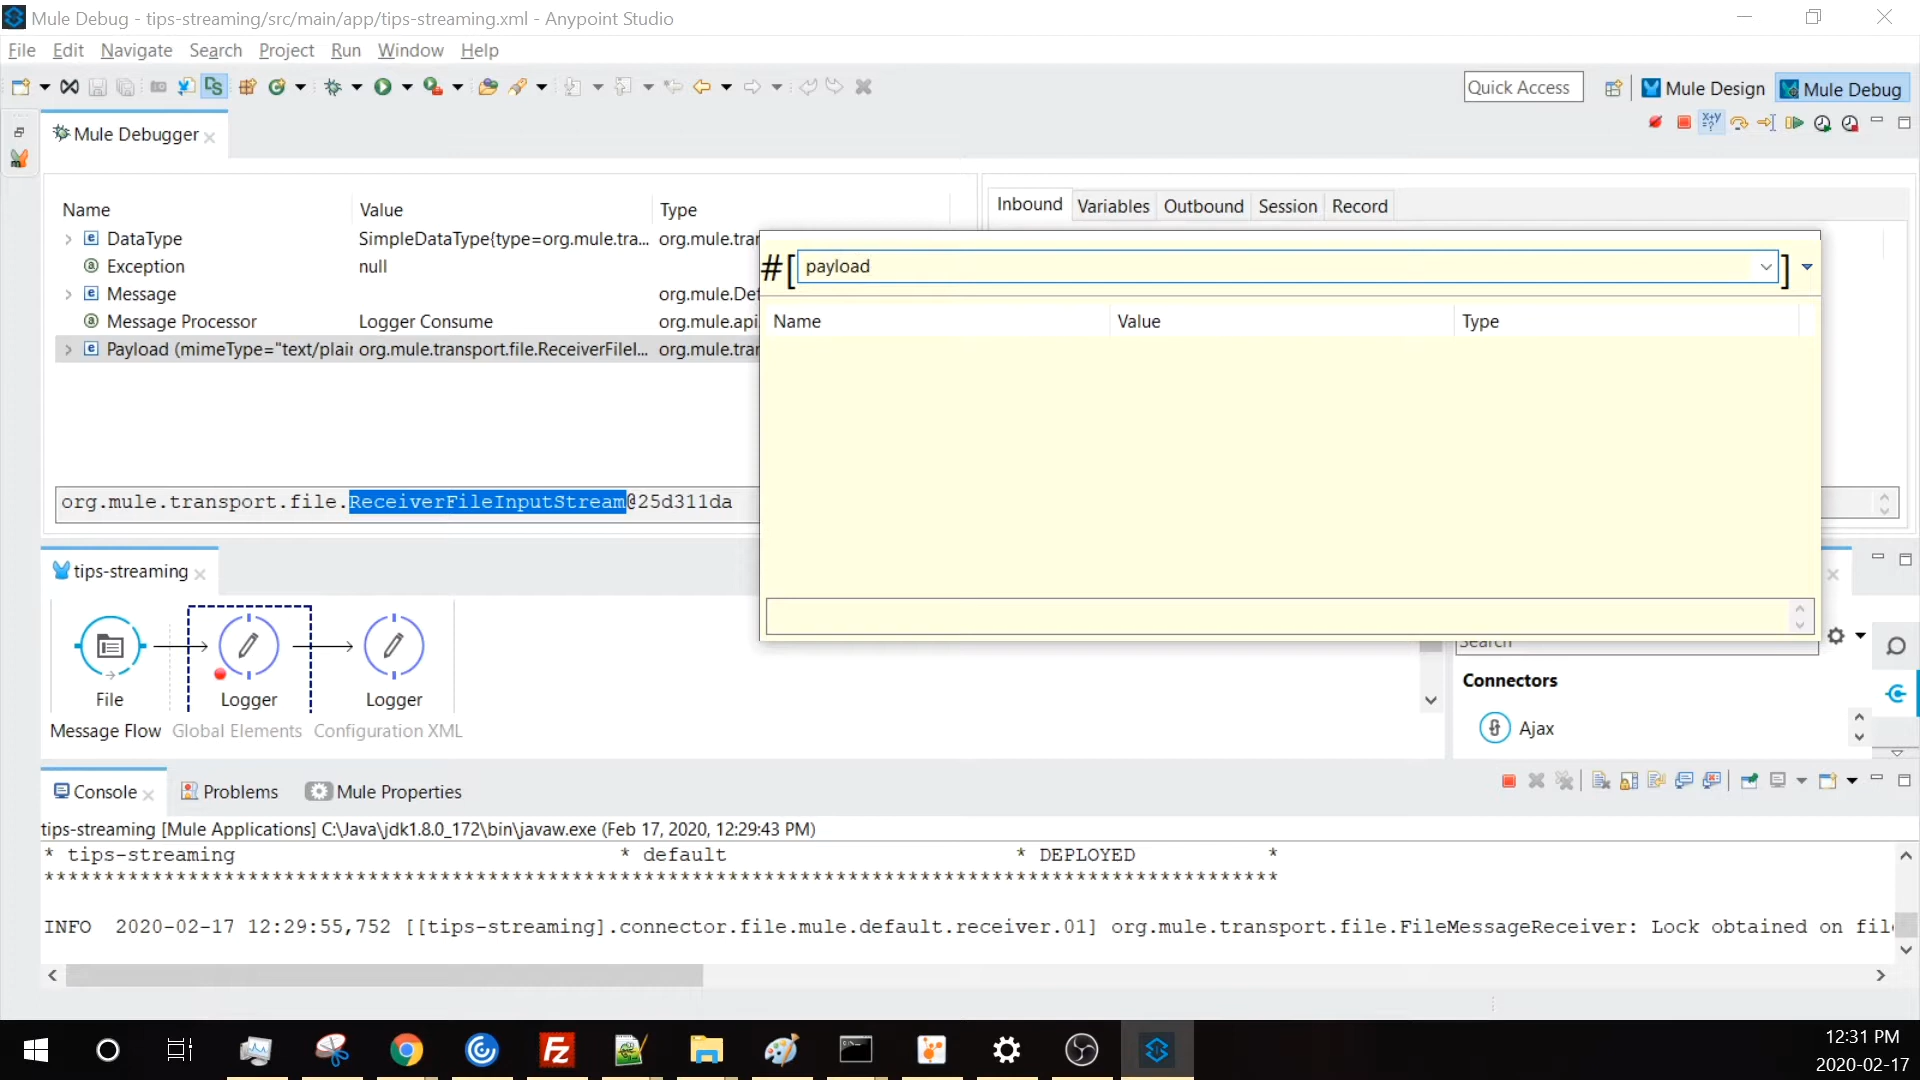 Mule Debug - tips-streaming/src/main/app/tips-streaming.xml - Anypoint Studio
File Edit Navigate Search Project Run Window Help
Quick Access
Mule Design
Mule Debug
Mule Debugger
Name Value Type
DataType SimpleDataType{type=org.mule.tra... org.mule.tra
Exception null
Message org.mule.De
Message Processor Logger Consume org.mule.api
Payload (mimeType="text/plai org.mule.transport.file.ReceiverFileI... org.mule.tra
org.mule.transport.file.ReceiverFileInputStream@25d311da
Inbound Variables Outbound Session Record
#[ payload ]
Name Value Type
tips-streaming
File
Logger
Logger
Message Flow Global Elements Configuration XML
Search
Connectors
Ajax
Console Problems Mule Properties
tips-streaming [Mule Applications] C:\Java\jdk1.8.0_172\bin\javaw.exe (Feb 17, 2020, 12:29:43 PM)
* tips-streaming * default * DEPLOYED *
*******************************************************************************************************
INFO 2020-02-17 12:29:55,752 [[tips-streaming].connector.file.mule.default.receiver.01] org.mule.transport.file.FileMessageReceiver: Lock obtained on fil
12:31 PM
2020-02-17